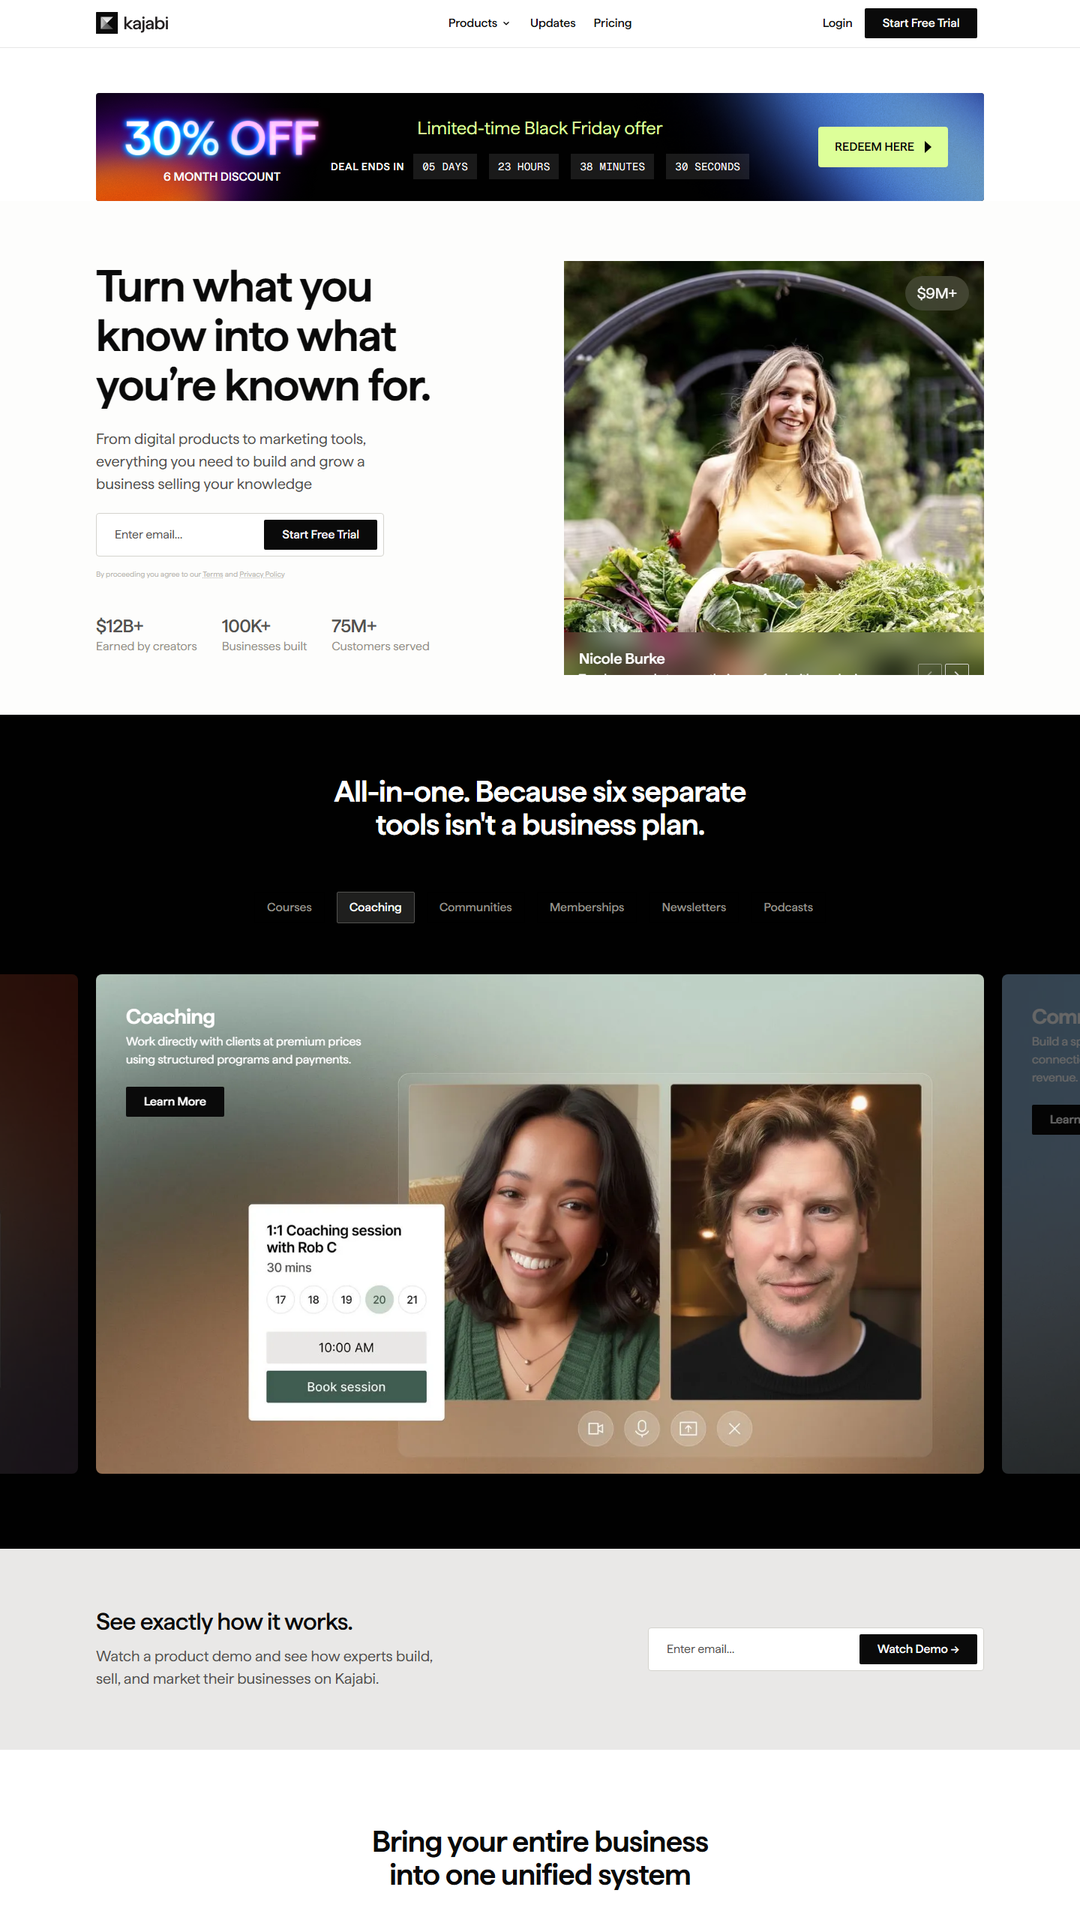 kajabi
Products
Updates
Pricing
Login
Start Free Trial
30% OFF
6 MONTH DISCOUNT
Limited-time Black Friday offer
DEAL ENDS IN
05 DAYS
23 HOURS
38 MINUTES
30 SECONDS
REDEEM HERE
Turn what you
know into what
you're known for.
From digital products to marketing tools,
everything you need to build and grow a
business selling your knowledge
Enter email...
Start Free Trial
By proceeding you agree to our Terms and Privacy Policy
$12B+
Earned by creators
100K+
Businesses built
75M+
Customers served
$9M+
Nicole Burke
All-in-one. Because six separate
tools isn't a business plan.
Courses
Coaching
Communities
Memberships
Newsletters
Podcasts
Coaching
Work directly with clients at premium prices
using structured programs and payments.
Learn More
1:1 Coaching session
with Rob C
30 mins
17 18 19 20 21
10:00 AM
Book session
Build a
revenue.
Learn
See exactly how it works.
Watch a product demo and see how experts build,
sell, and market their businesses on Kajabi.
Enter email...
Watch Demo →
Bring your entire business
into one unified system